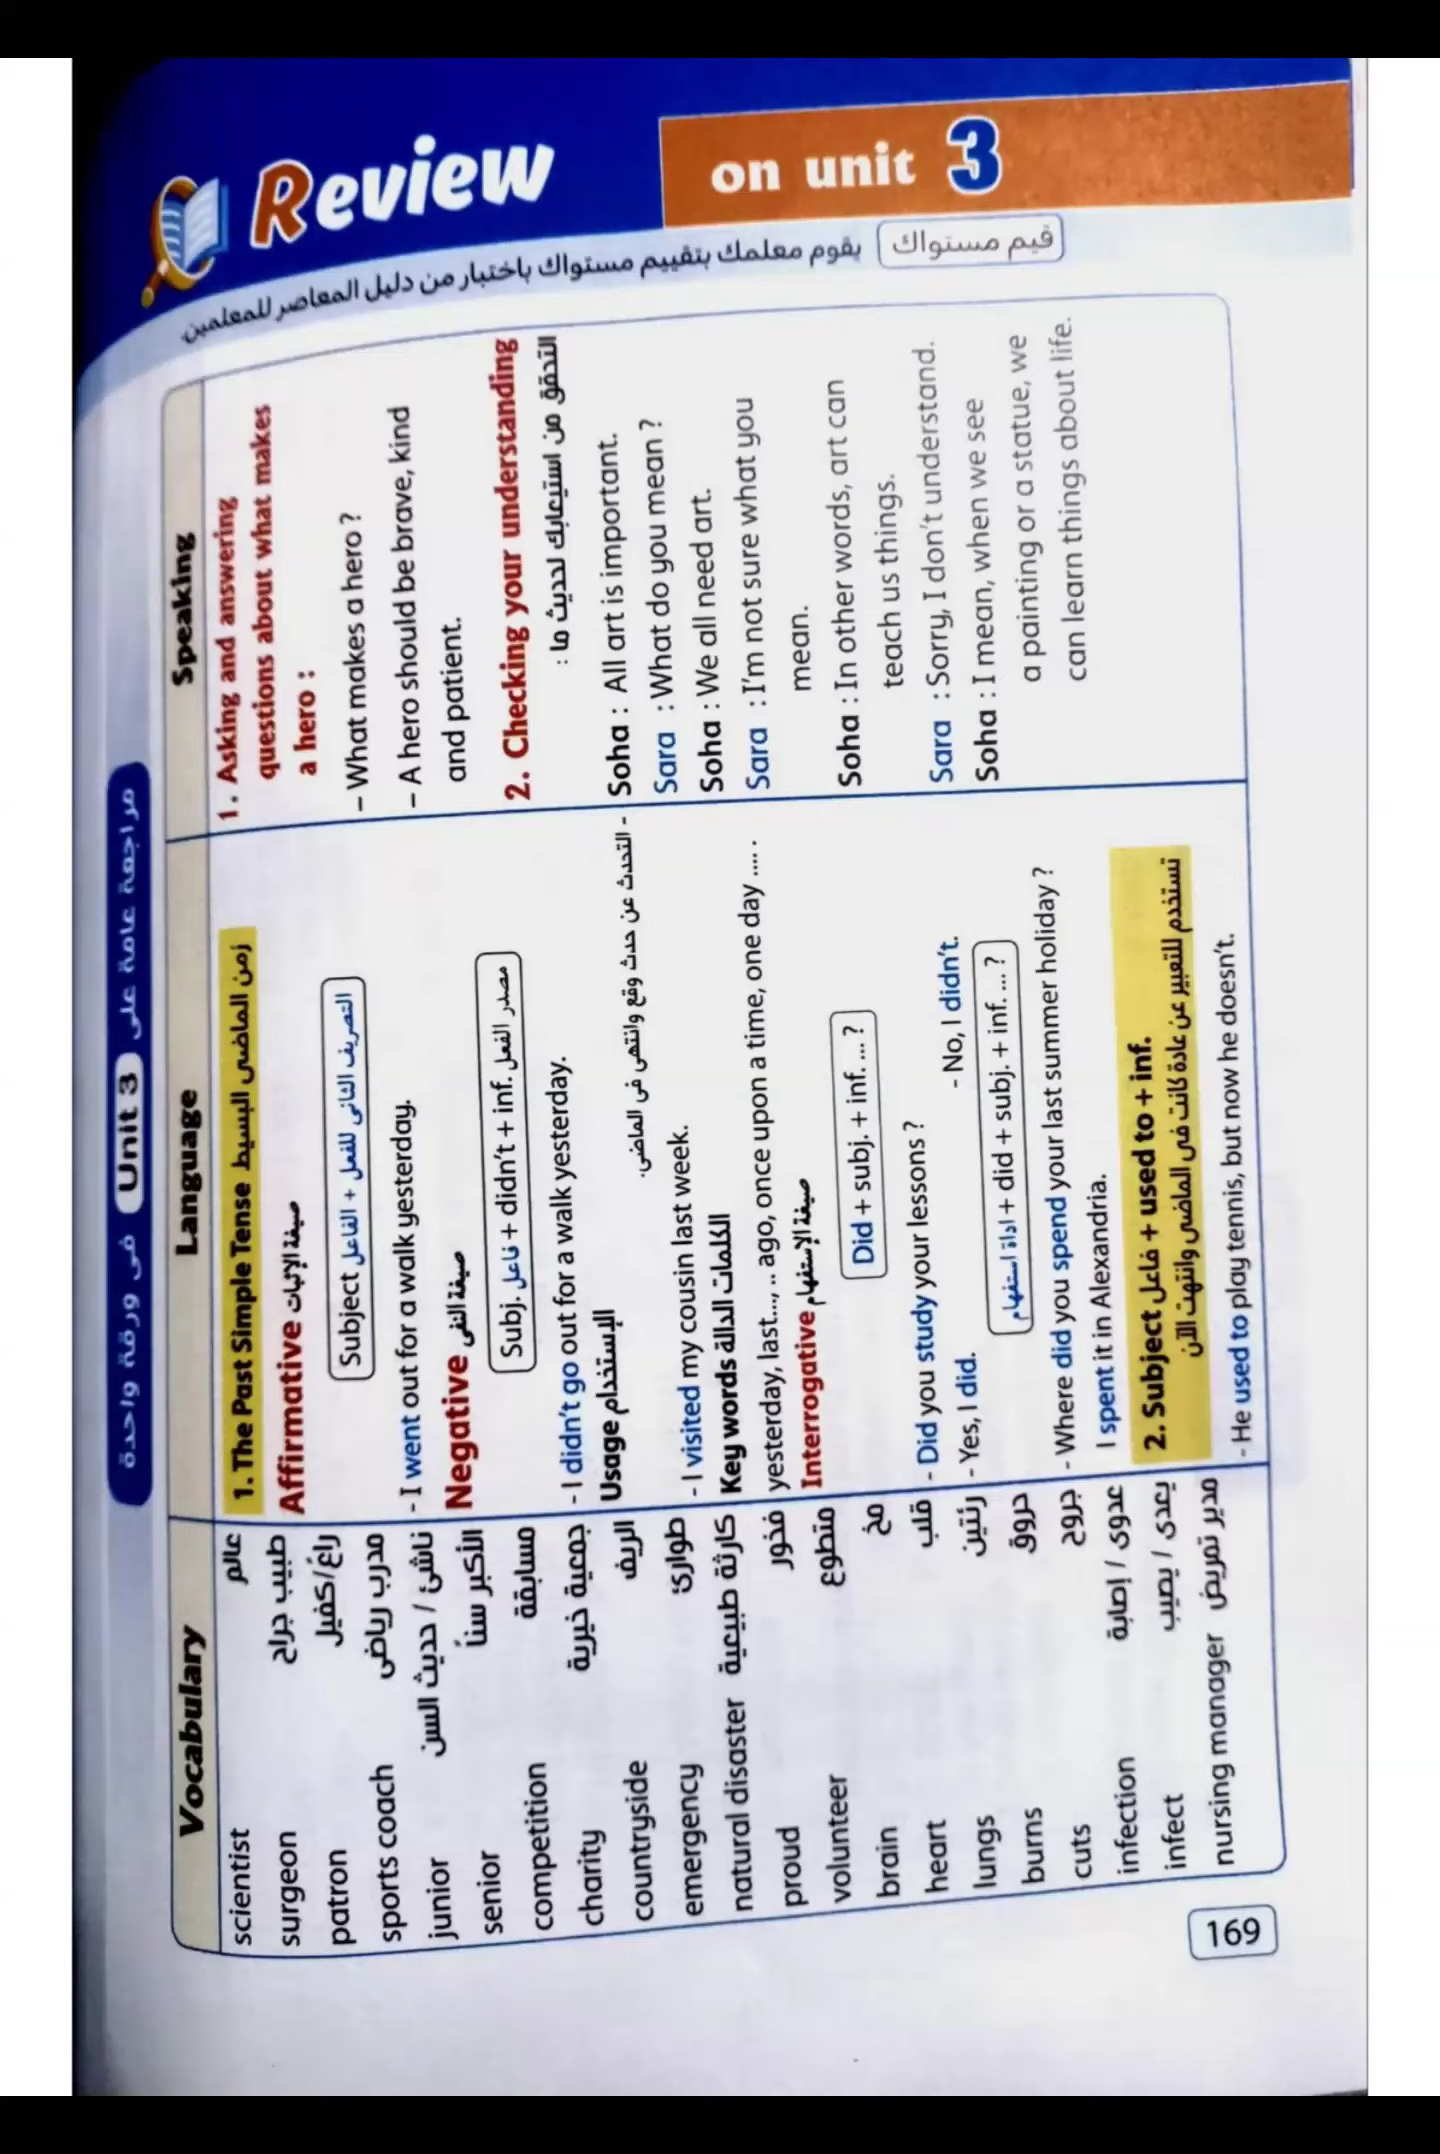 Review
on unit 3
قيم مستواك يقوم معلمك بتقييم مستواك باختبار من دليل المعاصر للمعلمين.
مراجعة عامة على Unit 3 فى ورقة واحدة
Vocabulary
scientist عالم
surgeon طبيب جراح
patron راعٍ/كفيل
sports coach مدرب رياضى
junior ناشئ / حديث السن
senior الأكبر سناً
competition مسابقة
charity جمعية خيرية
countryside الريف
emergency طوارئ
natural disaster كارثة طبيعية
proud فخور
volunteer متطوع
brain مخ
heart قلب
lungs رئتين
burns حروق
cuts جروح
infection عدوى / إصابة
infect يعدى / يصيب
nursing manager مدير تمريض
Language
1. The Past Simple Tense زمن الماضى البسيط
Affirmative صيغة الإثبات
Subject التصريف الثانى للفعل + الفاعل
- I went out for a walk yesterday.
Negative صيغة النفى
Subj. فاعل + didn't + inf. مصدر الفعل
- I didn't go out for a walk yesterday.
Usage الإستخدام
- التحدث عن حدث وقع وانتهى فى الماضى.
- I visited my cousin last week.
Key words الكلمات الدالة
yesterday, last..., .. ago, once upon a time, one day .... .
Interrogative صيغة الإستفهام
Did + subj. + inf. ... ?
- Did you study your lessons ?
- Yes, I did. - No, I didn't.
اداة استفهام + did + subj. + inf. ... ?
- Where did you spend your last summer holiday ?
I spent it in Alexandria.
2. Subject فاعل + used to + inf.
تستخدم للتعبير عن عادة كانت فى الماضى وانتهت الآن
- He used to play tennis, but now he doesn't.
Speaking
1. Asking and answering
questions about what makes
a hero :
– What makes a hero ?
– A hero should be brave, kind
and patient.
2. Checking your understanding
التحقق من استيعابك لحديث ما :
Soha : All art is important.
Sara : What do you mean ?
Soha : We all need art.
Sara : I'm not sure what you
mean.
Soha : In other words, art can
teach us things.
Sara : Sorry, I don't understand.
Soha : I mean, when we see
a painting or a statue, we
can learn things about life.
169